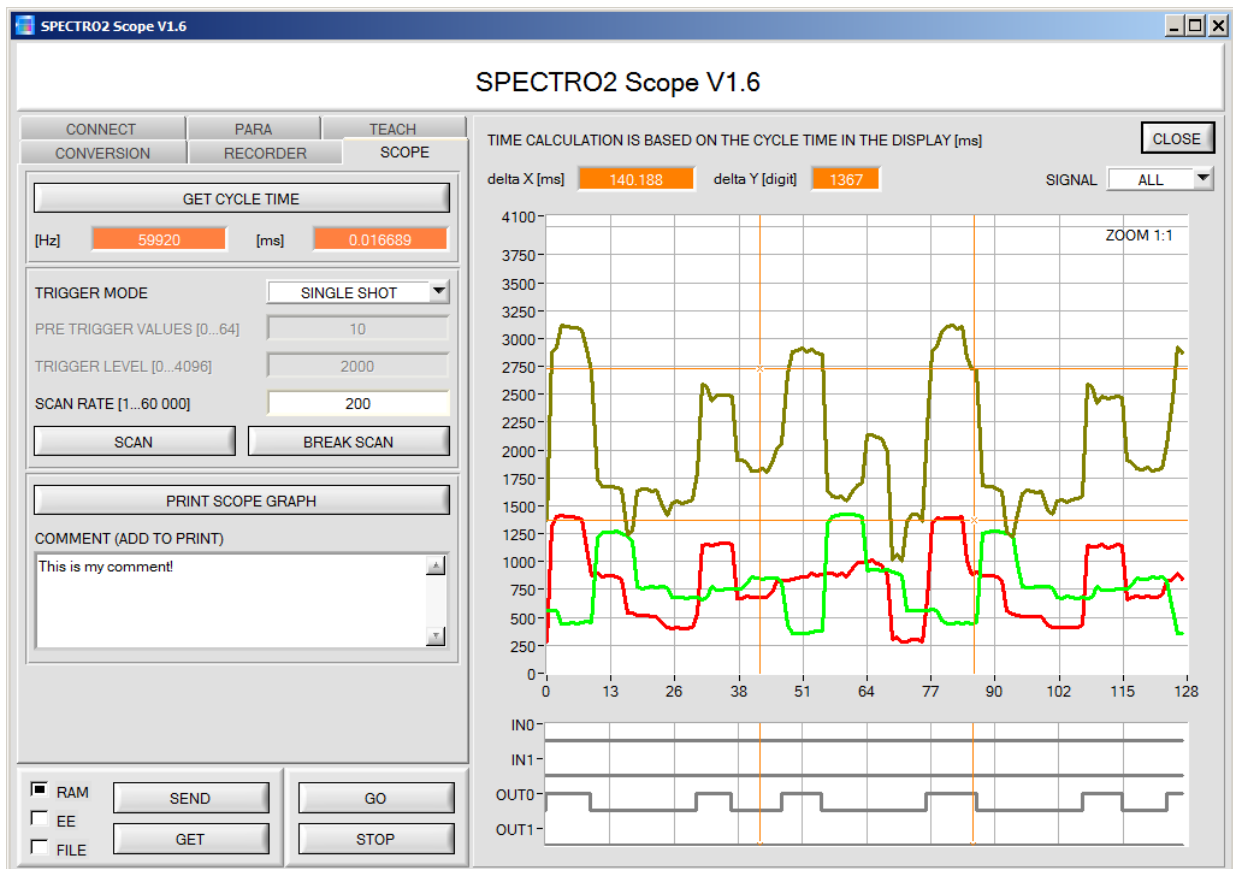 SPECTRO2 Scope V1.6
SPECTRO2 Scope V1.6
CONNECT PARA TEACH
CONVERSION RECORDER SCOPE
GET CYCLE TIME
[Hz] 59920 [ms] 0.016689
TRIGGER MODE SINGLE SHOT
PRE TRIGGER VALUES [0...64] 10
TRIGGER LEVEL [0...4096] 2000
SCAN RATE [1...60 000] 200
SCAN BREAK SCAN
PRINT SCOPE GRAPH
COMMENT (ADD TO PRINT)
This is my comment!
RAM SEND GO
EE
GET STOP
FILE
TIME CALCULATION IS BASED ON THE CYCLE TIME IN THE DISPLAY [ms] CLOSE
delta X [ms] 140.188 delta Y [digit] 1367 SIGNAL ALL
ZOOM 1:1
4100
3750
3500
3250
3000
2750
2500
2250
2000
1750
1500
1250
1000
750
500
250
0
0 13 26 38 51 64 77 90 102 115 128
IN0
IN1
OUT0
OUT1